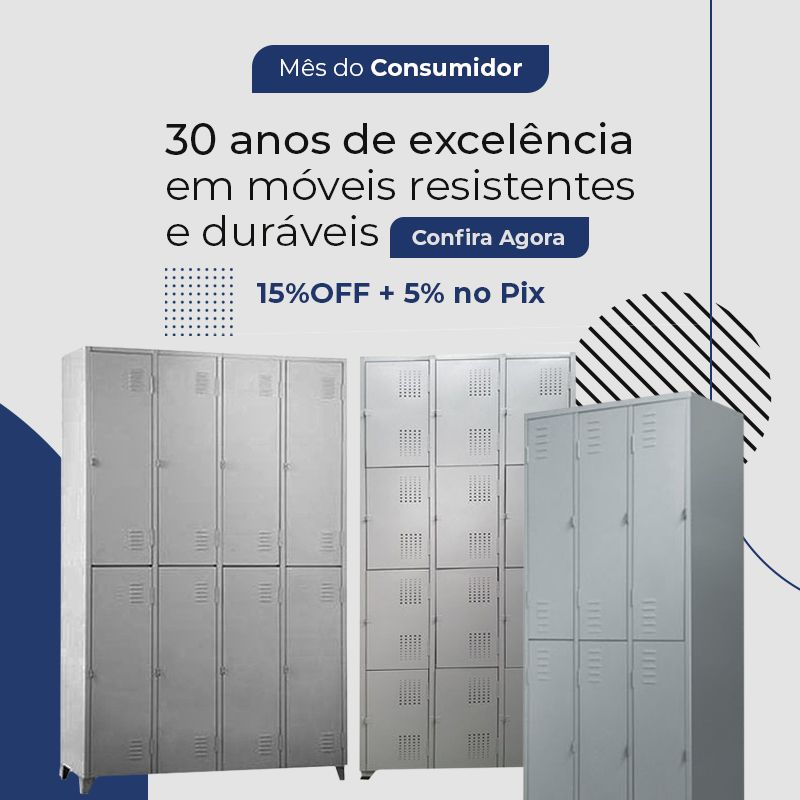 Mês do Consumidor
30 anos de excelência
em móveis resistentes
e duráveis Confira Agora
15%OFF + 5% no Pix